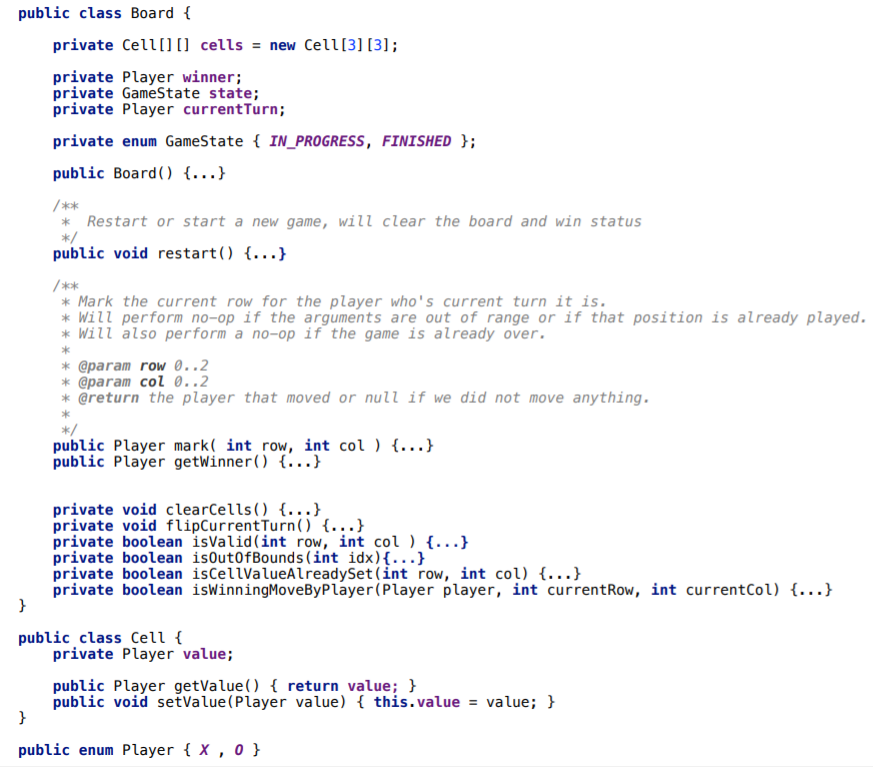 public class Board {
private Cell[][] cells = new Cell[3][3];
private Player winner;
private GameState state;
private Player currentTurn;
private enum GameState { IN_PROGRESS, FINISHED };
public Board() {...}
/**
* Restart or start a new game, will clear the board and win status
*/
public void restart() {...}
/**
* Mark the current row for the player who's current turn it is.
* Will perform no-op if the arguments are out of range or if that position is already played.
* Will also perform a no-op if the game is already over.
*
* @param row 0..2
* @param col 0..2
* @return the player that moved or null if we did not move anything.
*
*/
public Player mark( int row, int col ) {...}
public Player getWinner() {...}
private void clearCells() {...}
private void flipCurrentTurn() {...}
private boolean isValid(int row, int col ) {...}
private boolean isOutOfBounds(int idx){...}
private boolean isCellValueAlreadySet(int row, int col) {...}
private boolean isWinningMoveByPlayer(Player player, int currentRow, int currentCol) {...}
}
public class Cell {
private Player value;
public Player getValue() { return value; }
public void setValue(Player value) { this.value = value; }
}
public enum Player { X , O }